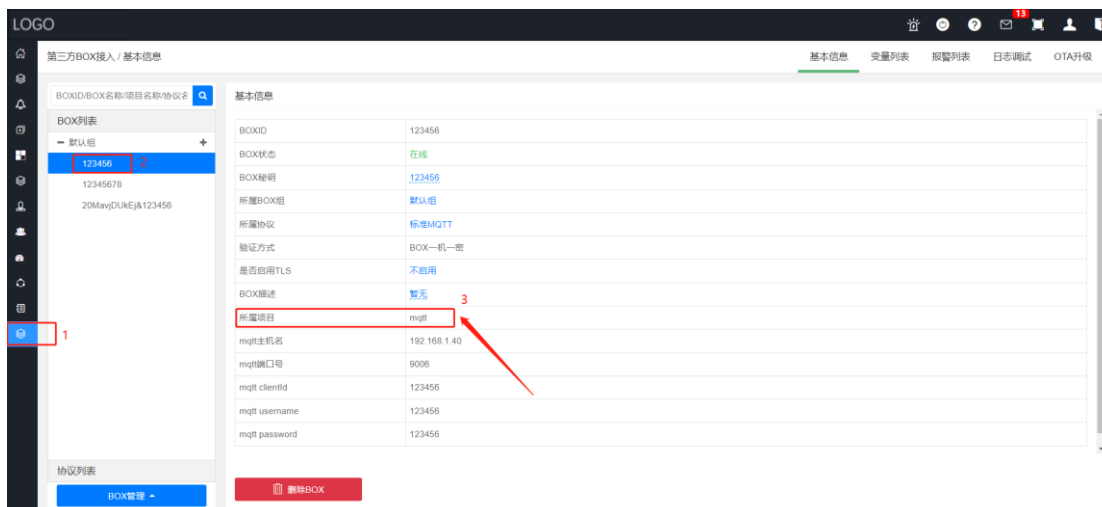 LOGO
13
第三方BOX接入 / 基本信息
基本信息 变量列表 报警列表 日志调试 OTA升级
BOXID/BOX名称/项目名称/协议名
基本信息
BOX列表
默认组
123456 2
12345678
20MavjDUkEj&123456
1
BOXID 123456
BOX状态 在线
BOX秘钥 123456
所属BOX组 默认组
所属协议 标准MQTT
验证方式 BOX一机一密
是否启用TLS 不启用
BOX描述 暂无
3
所属项目 mqtt
mqtt主机名 192.168.1.40
mqtt端口号 9006
mqtt clientId 123456
mqtt username 123456
mqtt password 123456
协议列表
BOX管理
删除BOX